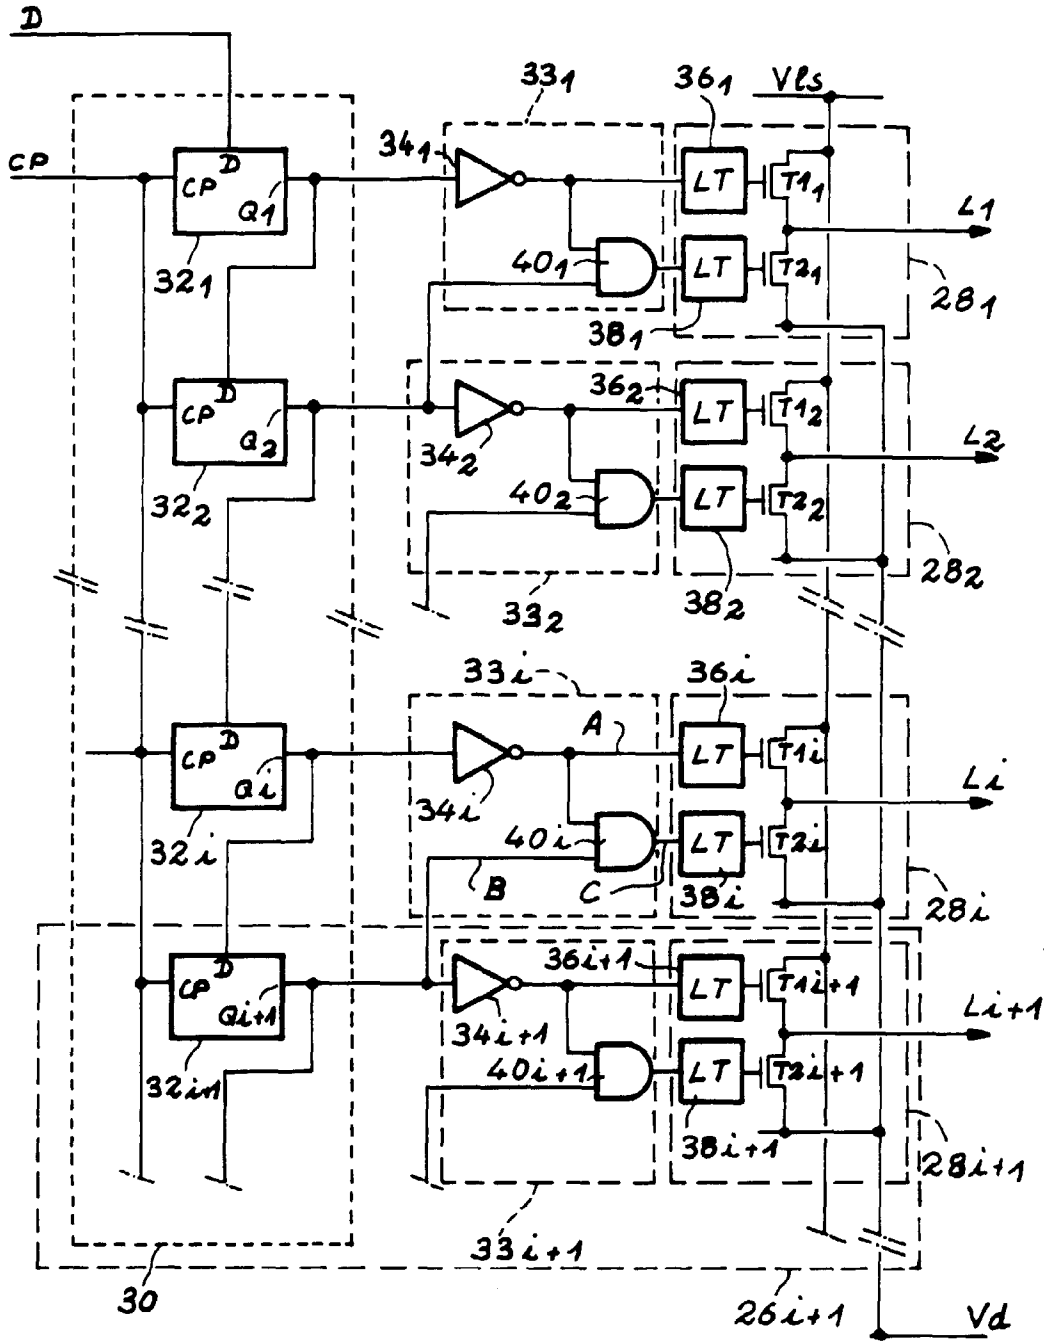 D
33₁
36₁
Vls
CP
CP D Q1
32₁
34₁
40₁
LT
LT
T1₁
T2₁
L1
38₁
28₁
CP D Q2
32₂
34₂
40₂
36₂
LT
LT
T1₂
T2₂
L2
38₂
28₂
33₂
33i
36i
A
CP D Qi
32i
34i
40i
B
C
LT
LT
T1i
T2i
Li
38i
28i
CP D Qi+1
32i+1
34i+1
40i+1
36i+1
LT
LT
T1i+1
T2i+1
Li+1
38i+1
28i+1
33i+1
30
26i+1
Vd